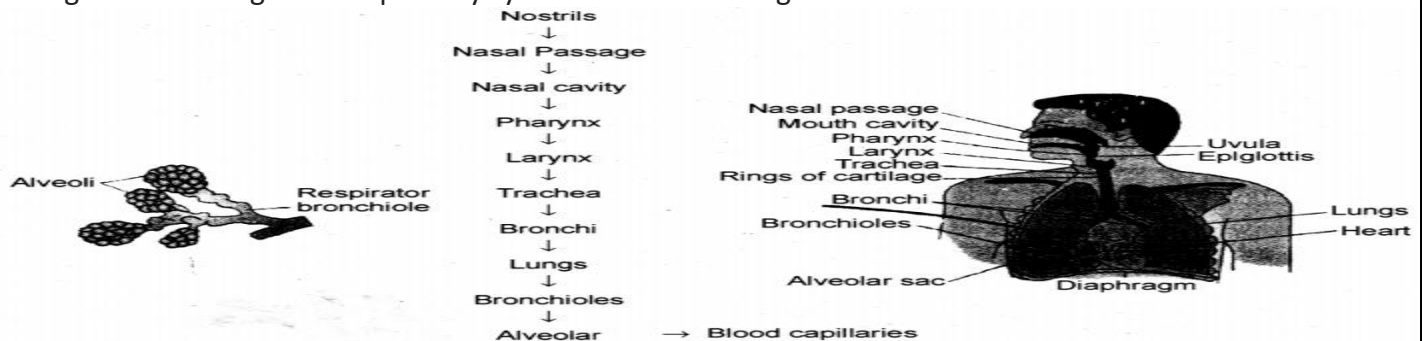 Nostrils
↓
Nasal Passage
↓
Nasal cavity
↓
Pharynx
↓
Larynx
↓
Trachea
↓
Bronchi
↓
Lungs
↓
Bronchioles
↓
Alveolar → Blood capillaries
Alveoli
Respirator
bronchiole
Nasal passage
Mouth cavity
Pharynx
Larynx
Trachea
Rings of cartilage
Bronchi
Bronchioles
Alveolar sac
Uvula
Epiglottis
Lungs
Heart
Diaphragm